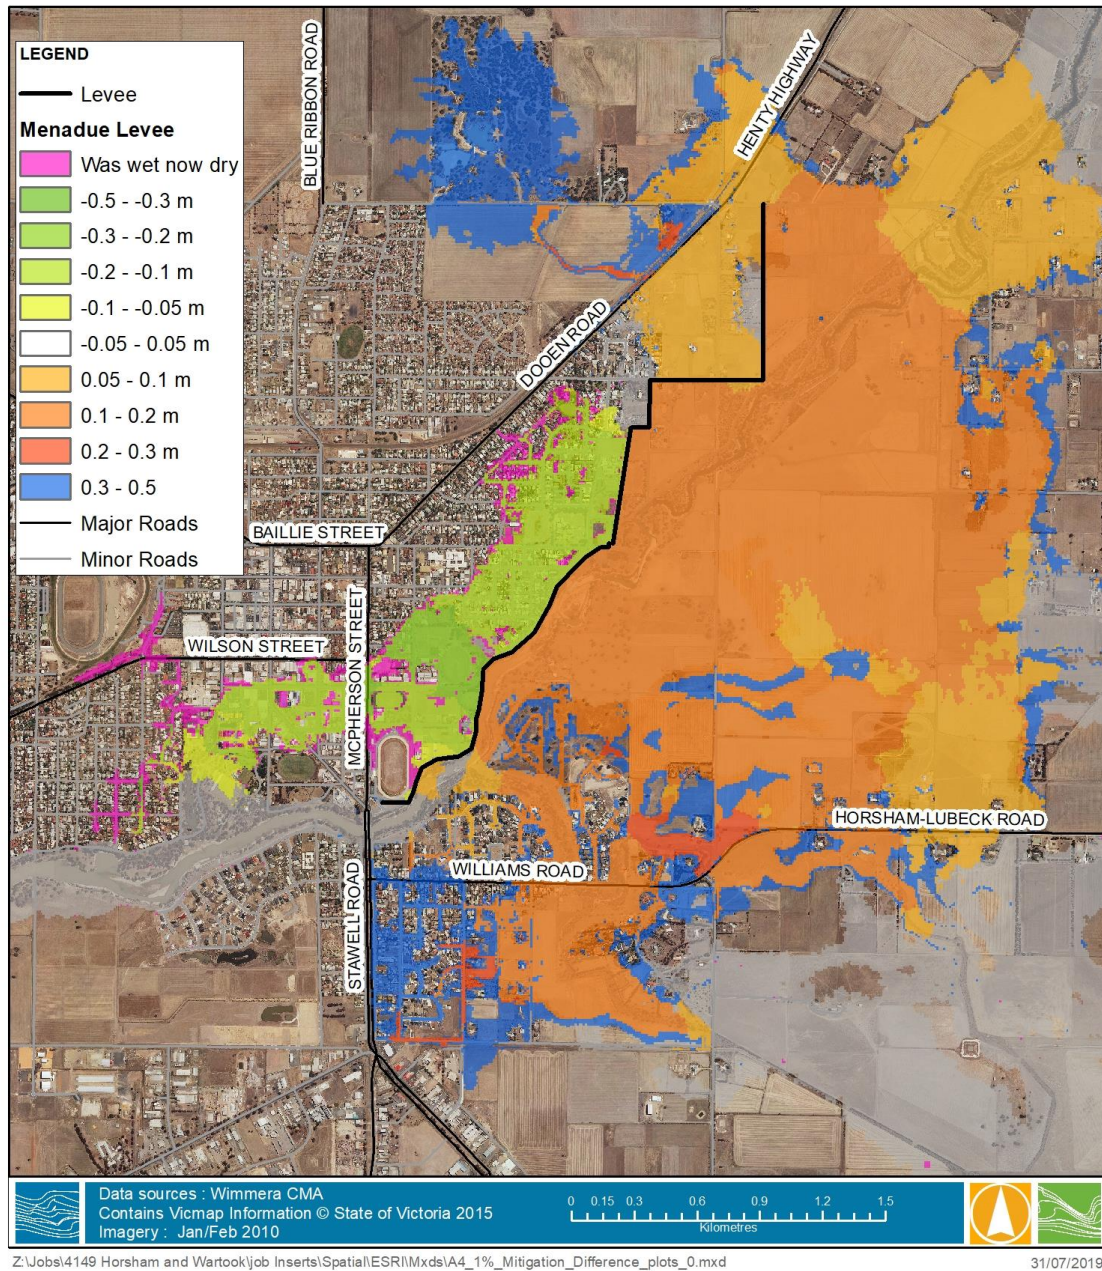 LEGEND
Levee
Menadue Levee
Was wet now dry
-0.5 - -0.3 m
-0.3 - -0.2 m
-0.2 - -0.1 m
-0.1 - -0.05 m
-0.05 - 0.05 m
0.05 - 0.1 m
0.1 - 0.2 m
0.2 - 0.3 m
0.3 - 0.5
Major Roads
Minor Roads
BLUE RIBBON ROAD
HENTY HIGHWAY
DOOEN ROAD
BAILLIE STREET
WILSON STREET
MCPHERSON STREET
HORSHAM-LUBECK ROAD
WILLIAMS ROAD
STAWELL ROAD
Data sources : Wimmera CMA
Contains Vicmap Information © State of Victoria 2015
Imagery : Jan/Feb 2010
0 0.15 0.3 0.6 0.9 1.2 1.5
Kilometres
Z:\Jobs\4149 Horsham and Wartook\job Inserts\Spatial\ESRI\Mxds\A4_1%_Mitigation_Difference_plots_0.mxd
31/07/2019